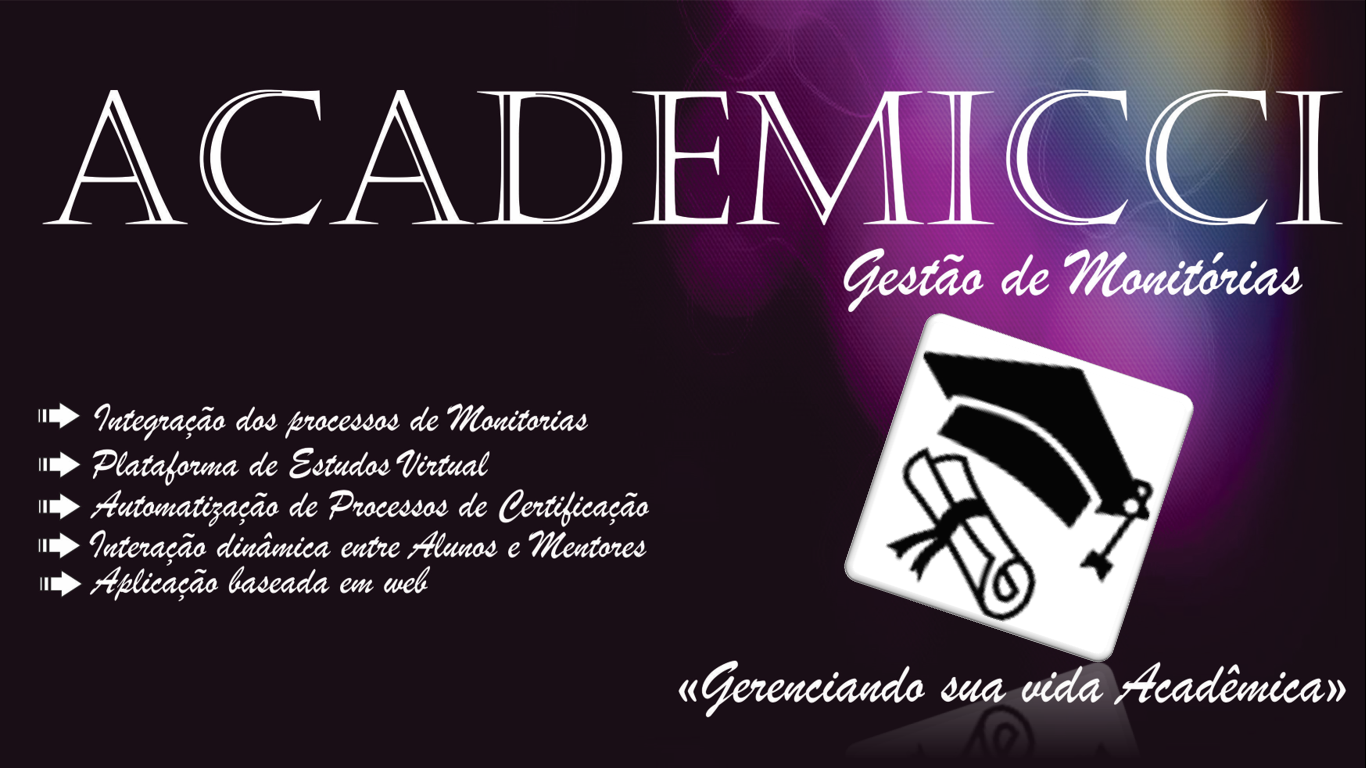 ACADEMICCI
Gestão de Monitórias
Integração dos processos de Monitorias
Plataforma de Estudos Virtual
Automatização de Processos de Certificação
Interação dinâmica entre Alunos e Mentores
Aplicação baseada em web
«Gerenciando sua vida Acadêmica»